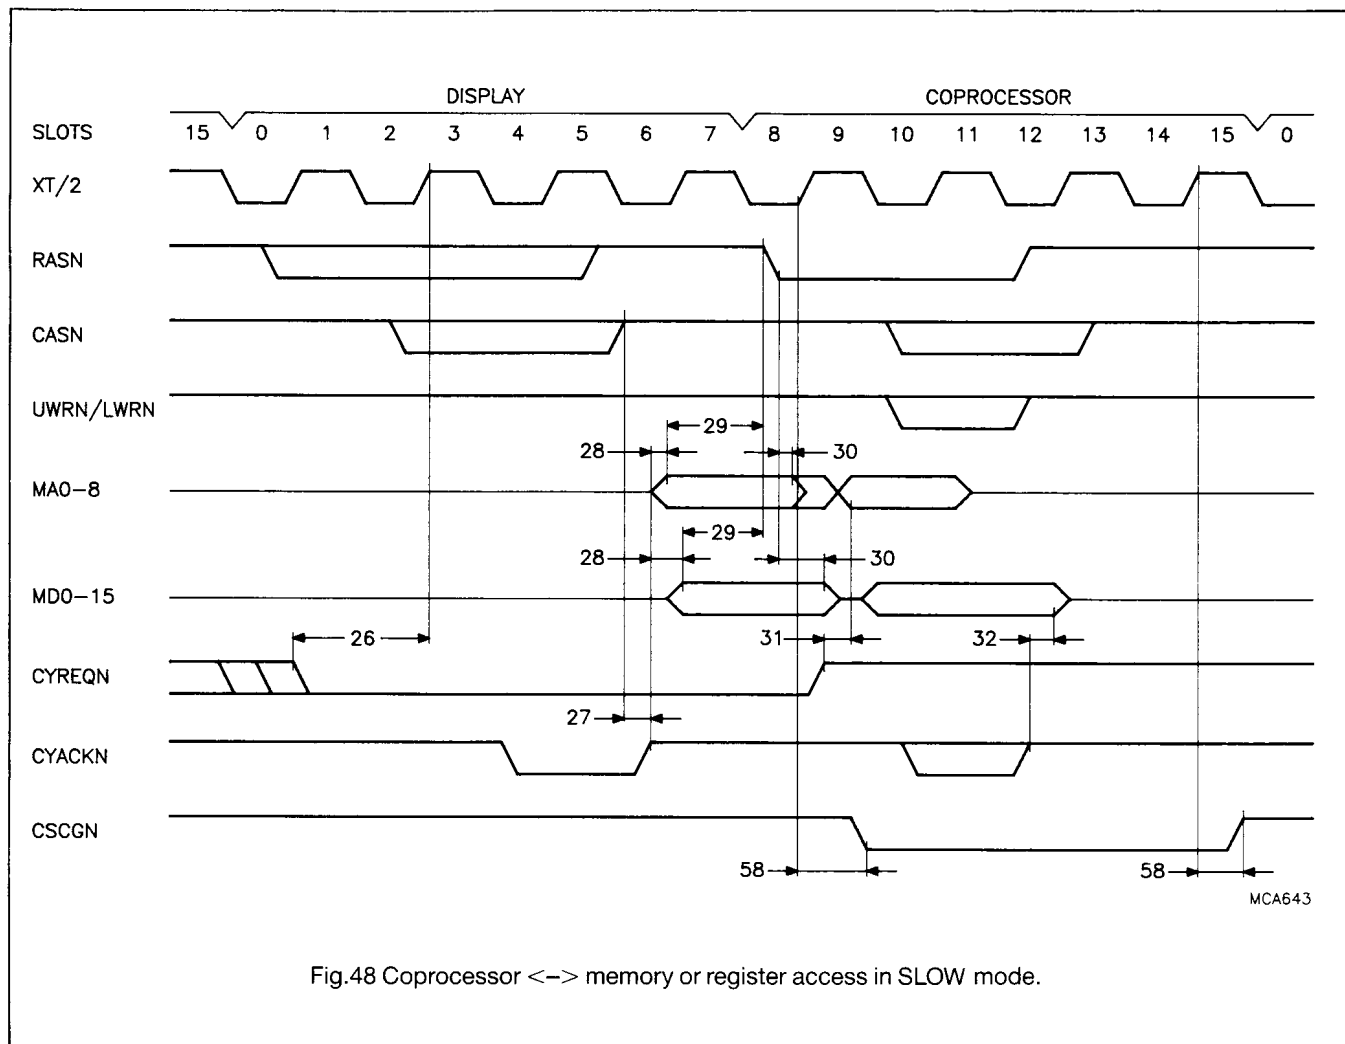 DISPLAY COPROCESSOR
SLOTS 15 0 1 2 3 4 5 6 7 8 9 10 11 12 13 14 15 0
XT/2
RASN
CASN
UWRN/LWRN
29
28 30
MA0-8
29
28 30
MD0-15
26 31 32
CYREQN
27
CYACKN
CSCGN
58 58
MCA643
Fig.48 Coprocessor <–> memory or register access in SLOW mode.